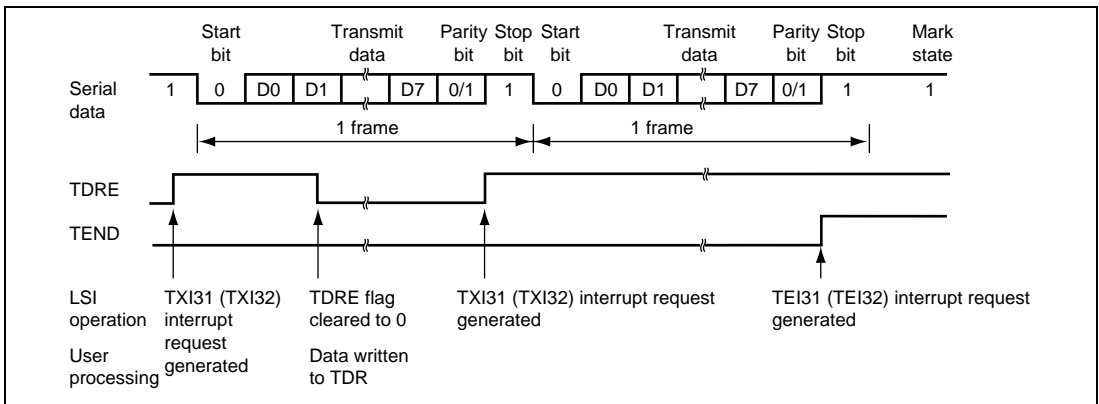 Start bit
Transmit data
Parity bit
Stop bit
Start bit
Transmit data
Parity bit
Stop bit
Mark state
Serial data
1 0 D0 D1 D7 0/1 1 0 D0 D1 D7 0/1 1 1
1 frame 1 frame
TDRE
TEND
LSI operation
TXI31 (TXI32) interrupt request generated
TDRE flag cleared to 0
TXI31 (TXI32) interrupt request generated
TEI31 (TEI32) interrupt request generated
User processing
Data written to TDR